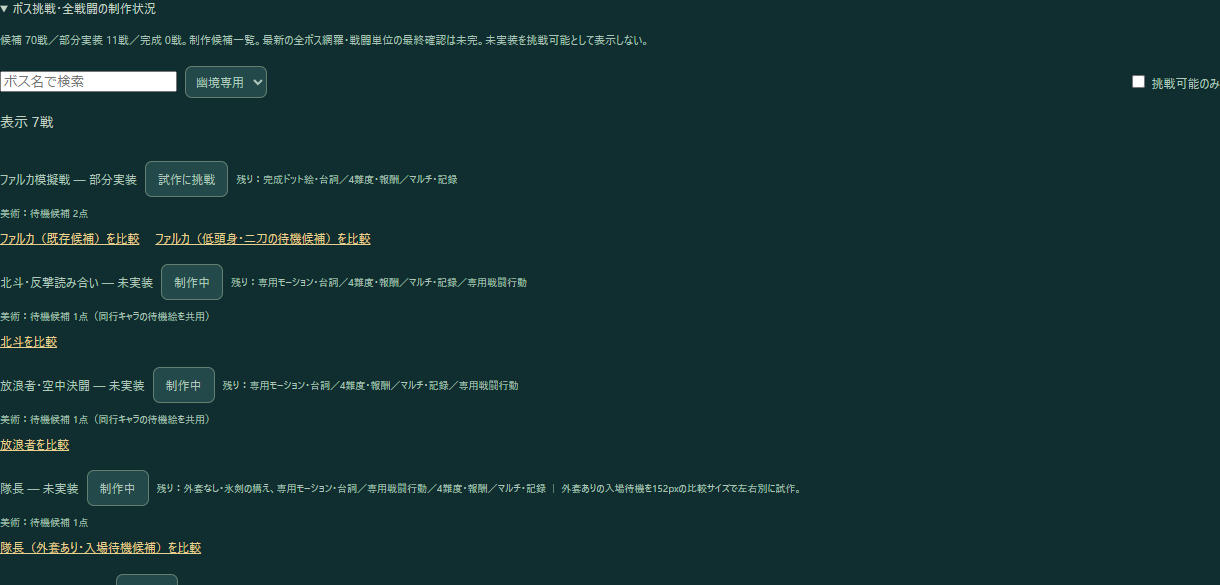 ▼ ボス挑戦・全戦闘の制作状況
候補 70戦／部分実装 11戦／完成 0戦。制作候補一覧。最新の全ボス網羅・戦闘単位の最終確認は未完。未実装を挑戦可能として表示しない。
ボス名で検索 幽境専用 挑戦可能のみ
表示 7戦
ファルカ模擬戦 — 部分実装 試作に挑戦 残り：完成ドット絵・台詞／4難度・報酬／マルチ・記録
美術：待機候補 2点
ファルカ（既存候補）を比較 ファルカ（低頭身・二刀の待機候補）を比較
北斗・反撃読み合い — 未実装 制作中 残り：専用モーション・台詞／4難度・報酬／マルチ・記録／専用戦闘行動
美術：待機候補 1点（同行キャラの待機絵を共用）
北斗を比較
放浪者・空中決闘 — 未実装 制作中 残り：専用モーション・台詞／4難度・報酬／マルチ・記録／専用戦闘行動
美術：待機候補 1点（同行キャラの待機絵を共用）
放浪者を比較
隊長 — 未実装 制作中 残り：外套なし・氷剣の構え、専用モーション・台詞／専用戦闘行動／4難度・報酬／マルチ・記録 ｜ 外套ありの入場待機を152pxの比較サイズで左右別に試作。
美術：待機候補 1点
隊長（外套あり・入場待機候補）を比較